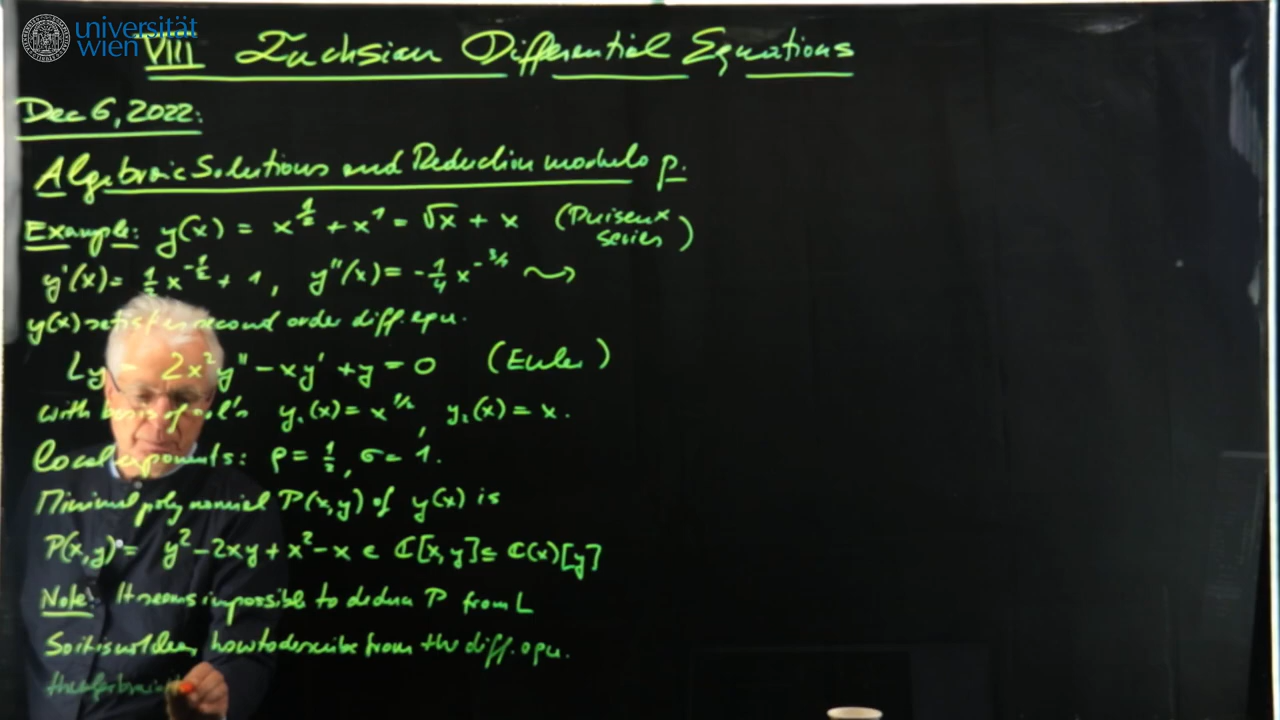 universität
wien
VIII Fuchsian Differential Equations
Dec 6, 2022:
Algebraic Solutions and Reduction modulo p.
Example: y(x) = x^{1/2} + x^1 = √x + x (Puiseux series)
y'(x) = 1/2 x^{-1/2} + 1, y''(x) = -1/4 x^{-3/2} ⤳
y(x) satisfies second order diff. equ.
Ly = 2x²y'' - xy' + y = 0 (Euler)
with basis of sol's y₁(x) = x^{1/2}, y₂(x) = x.
local exponents: ρ = 1/2, σ = 1.
Minimal polynomial P(x,y) of y(x) is
P(x,y) = y² - 2xy + x² - x ∈ ℂ[x,y] ⊆ ℂ(x)[y]
Note: It seems impossible to deduce P from L
So it is not clear, how to describe from the diff. equ.